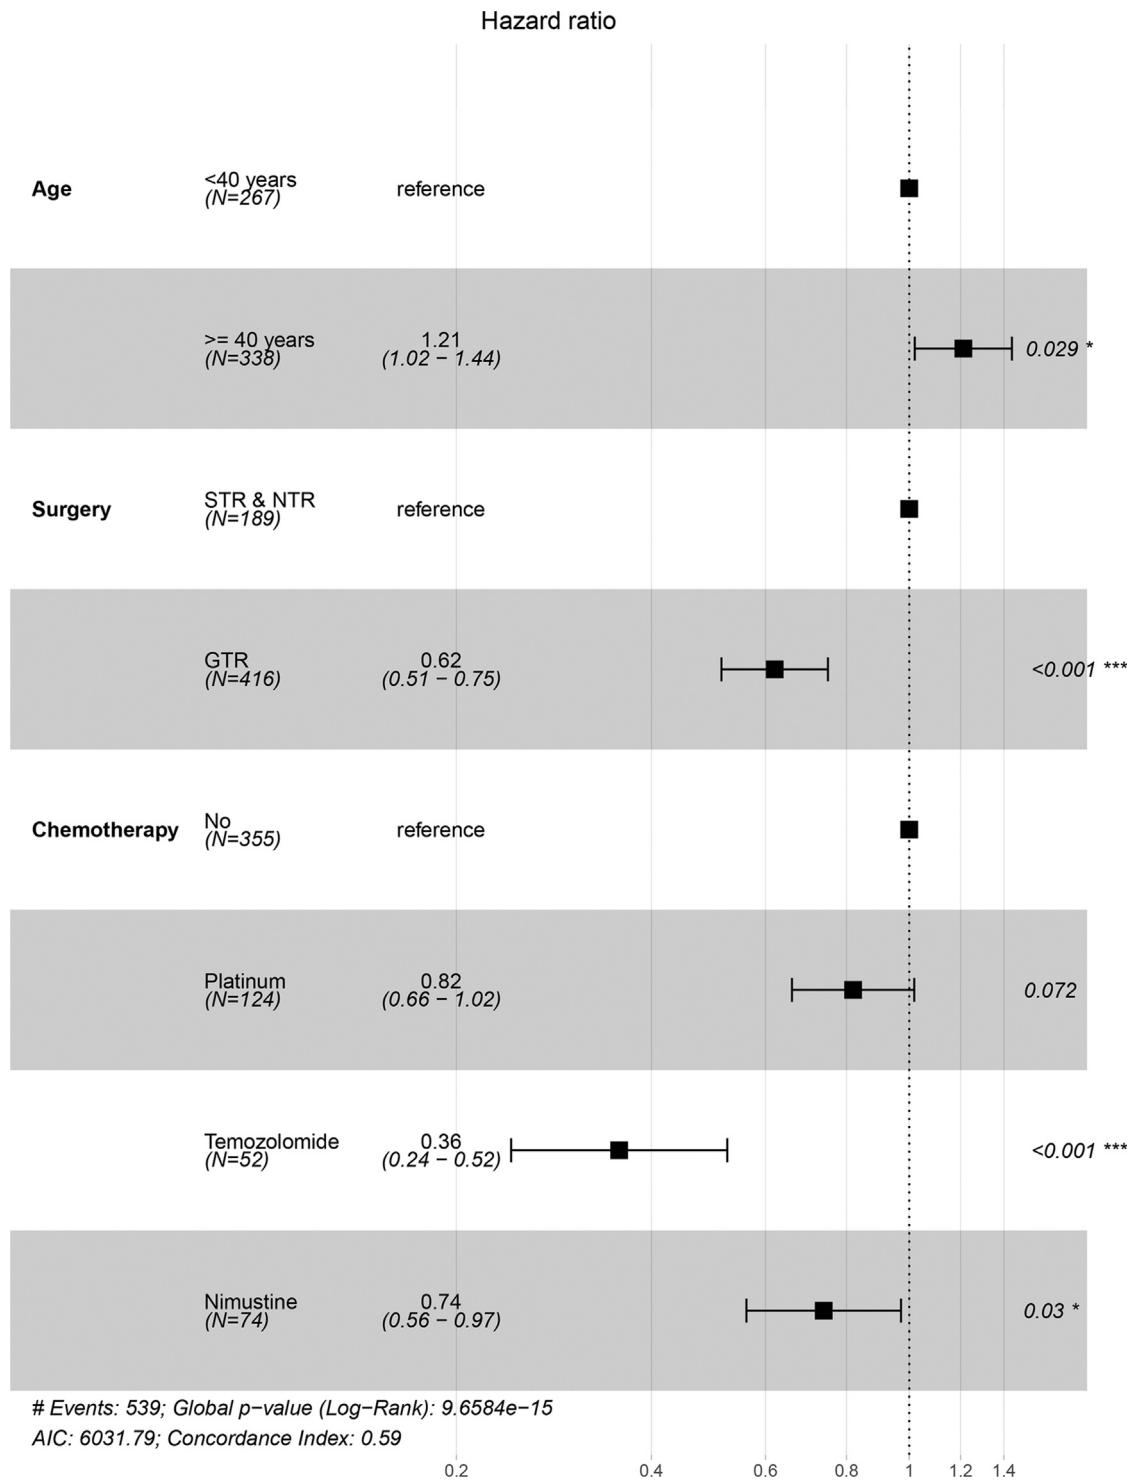 Hazard ratio
Age <40 years reference
(N=267)
>= 40 years 1.21 0.029 *
(N=338) (1.02 − 1.44)
Surgery STR & NTR reference
(N=189)
GTR 0.62 <0.001 ***
(N=416) (0.51 − 0.75)
Chemotherapy No reference
(N=355)
Platinum 0.82 0.072
(N=124) (0.66 − 1.02)
Temozolomide 0.36 <0.001 ***
(N=52) (0.24 − 0.52)
Nimustine 0.74 0.03 *
(N=74) (0.56 − 0.97)
# Events: 539; Global p−value (Log−Rank): 9.6584e−15
AIC: 6031.79; Concordance Index: 0.59
0.2 0.4 0.6 0.8 1 1.2 1.4